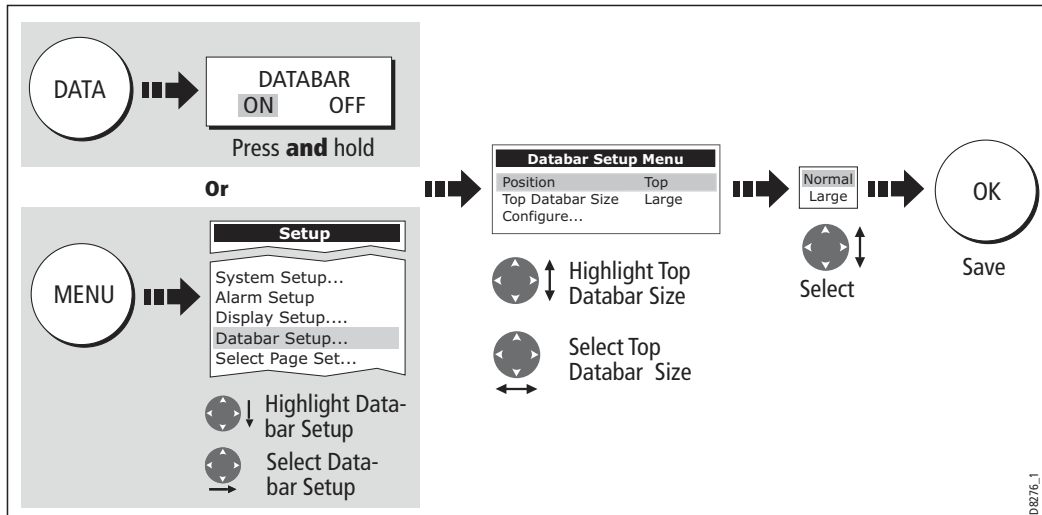 DATA
DATABAR
ON OFF
Press and hold
Or
MENU
Setup
System Setup...
Alarm Setup
Display Setup....
Databar Setup...
Select Page Set...
Highlight Data-
bar Setup
Select Data-
bar Setup
Databar Setup Menu
Position Top
Top Databar Size Large
Configure...
Highlight Top
Databar Size
Select Top
Databar Size
Normal
Large
Select
OK
Save
D8276_1